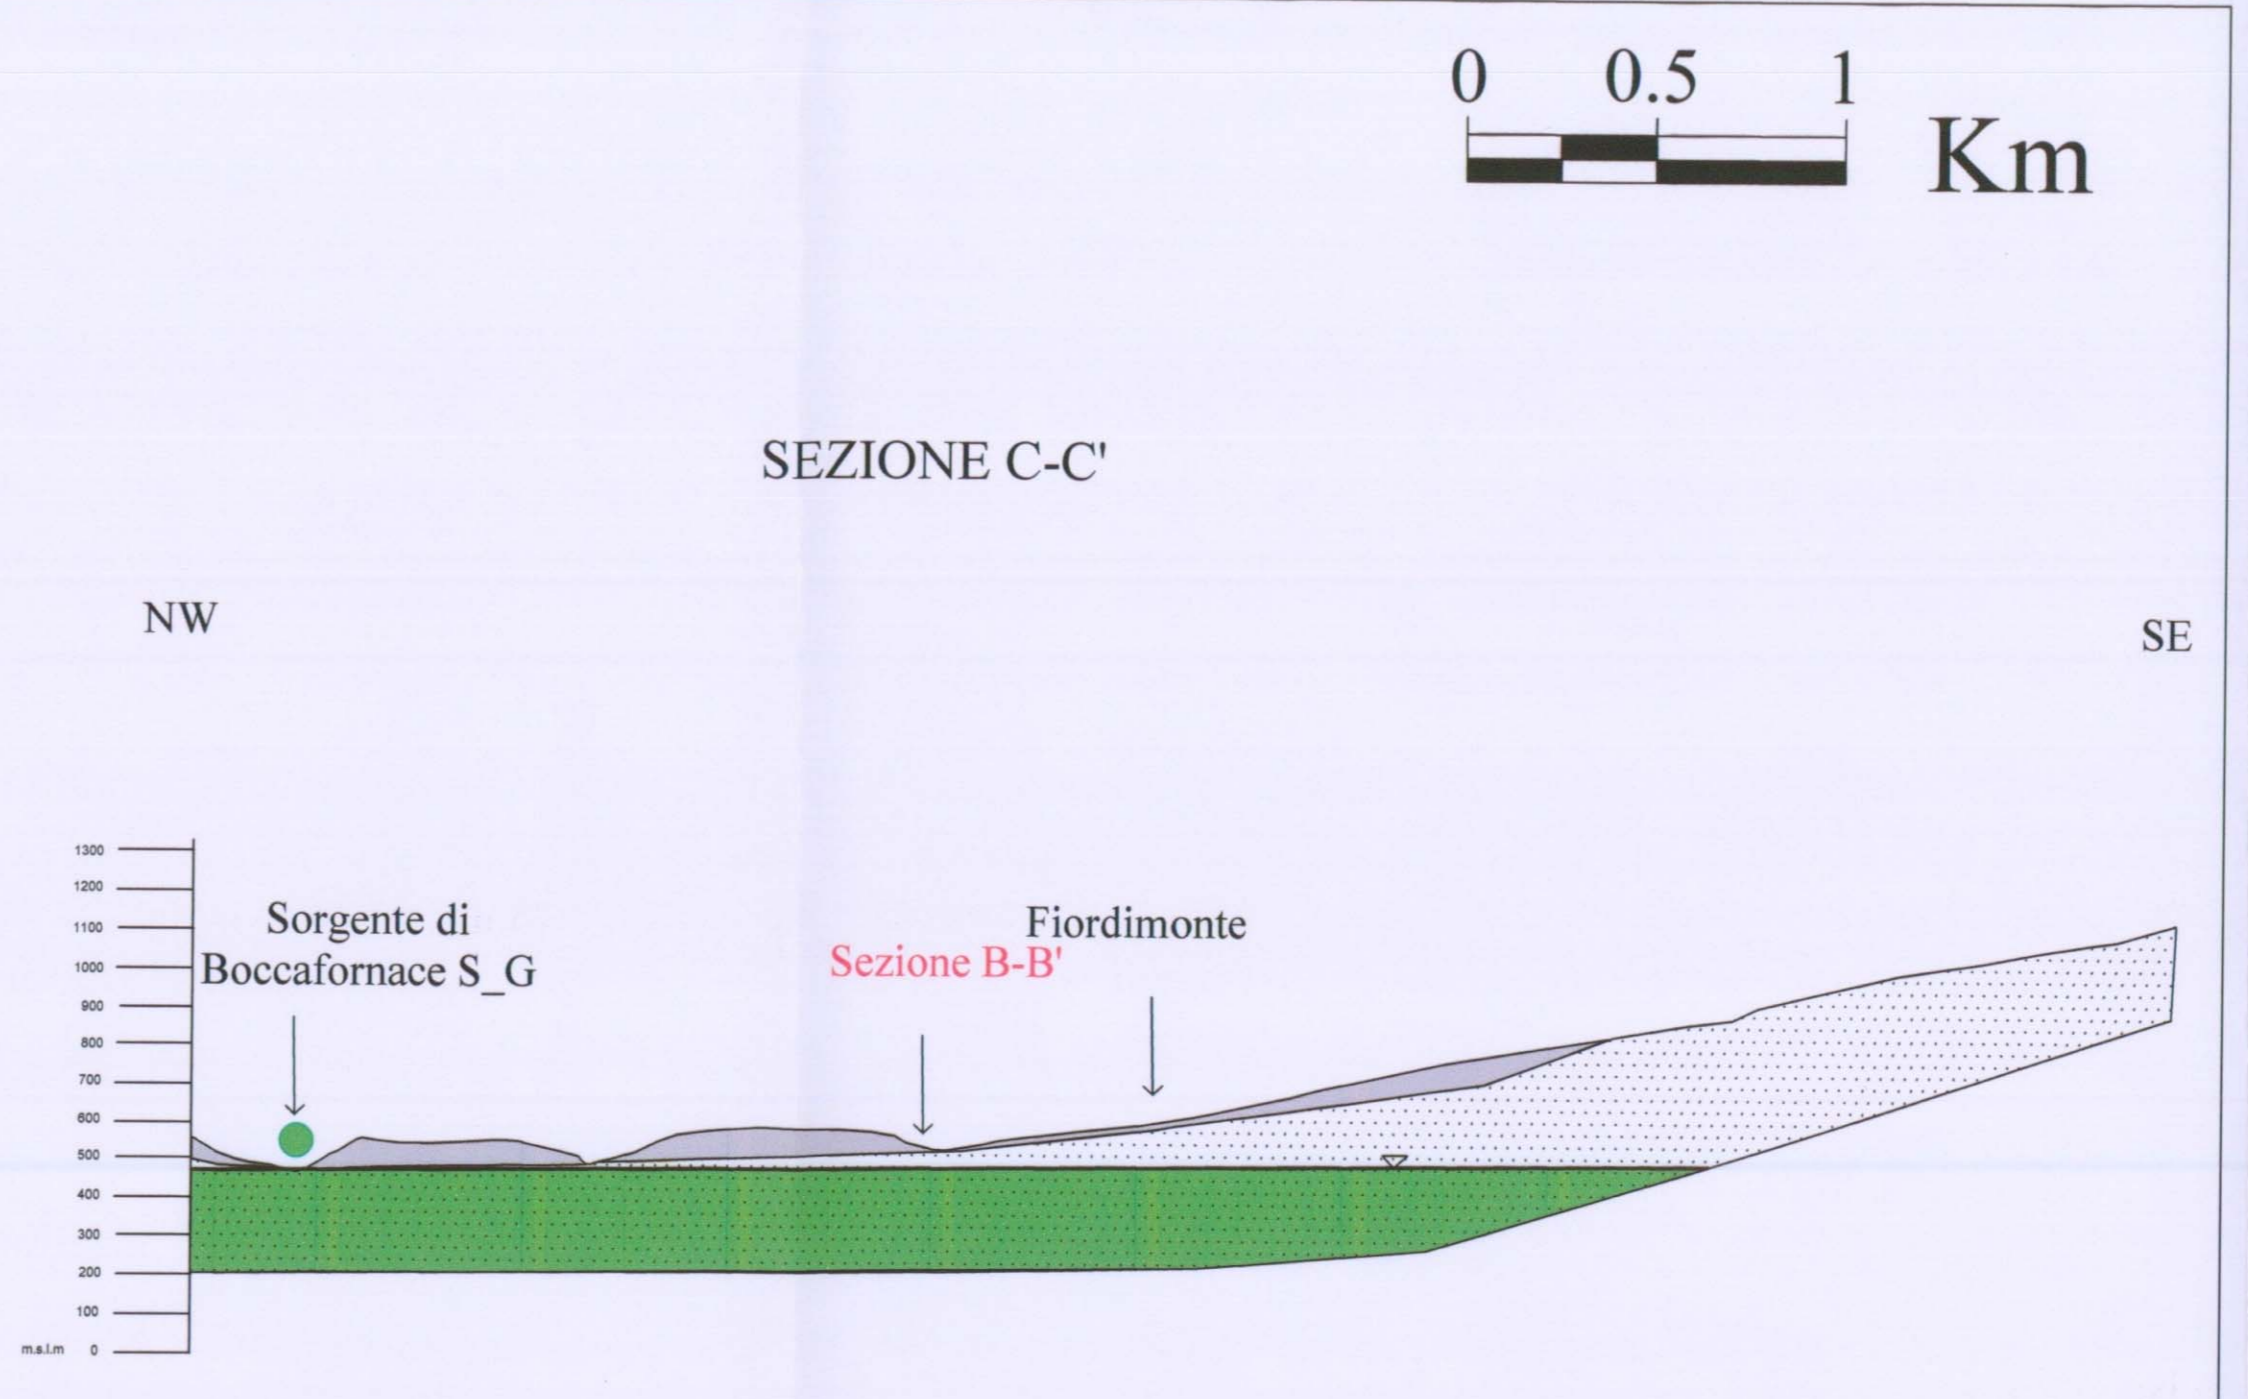 0 0.5 1
Km
SEZIONE C-C'
NW
SE
1300
1200
1100
1000
900
800
700
600
500
400
300
200
100
m.s.l.m 0
Sorgente di
Boccafornace S_G
Fiordimonte
Sezione B-B'